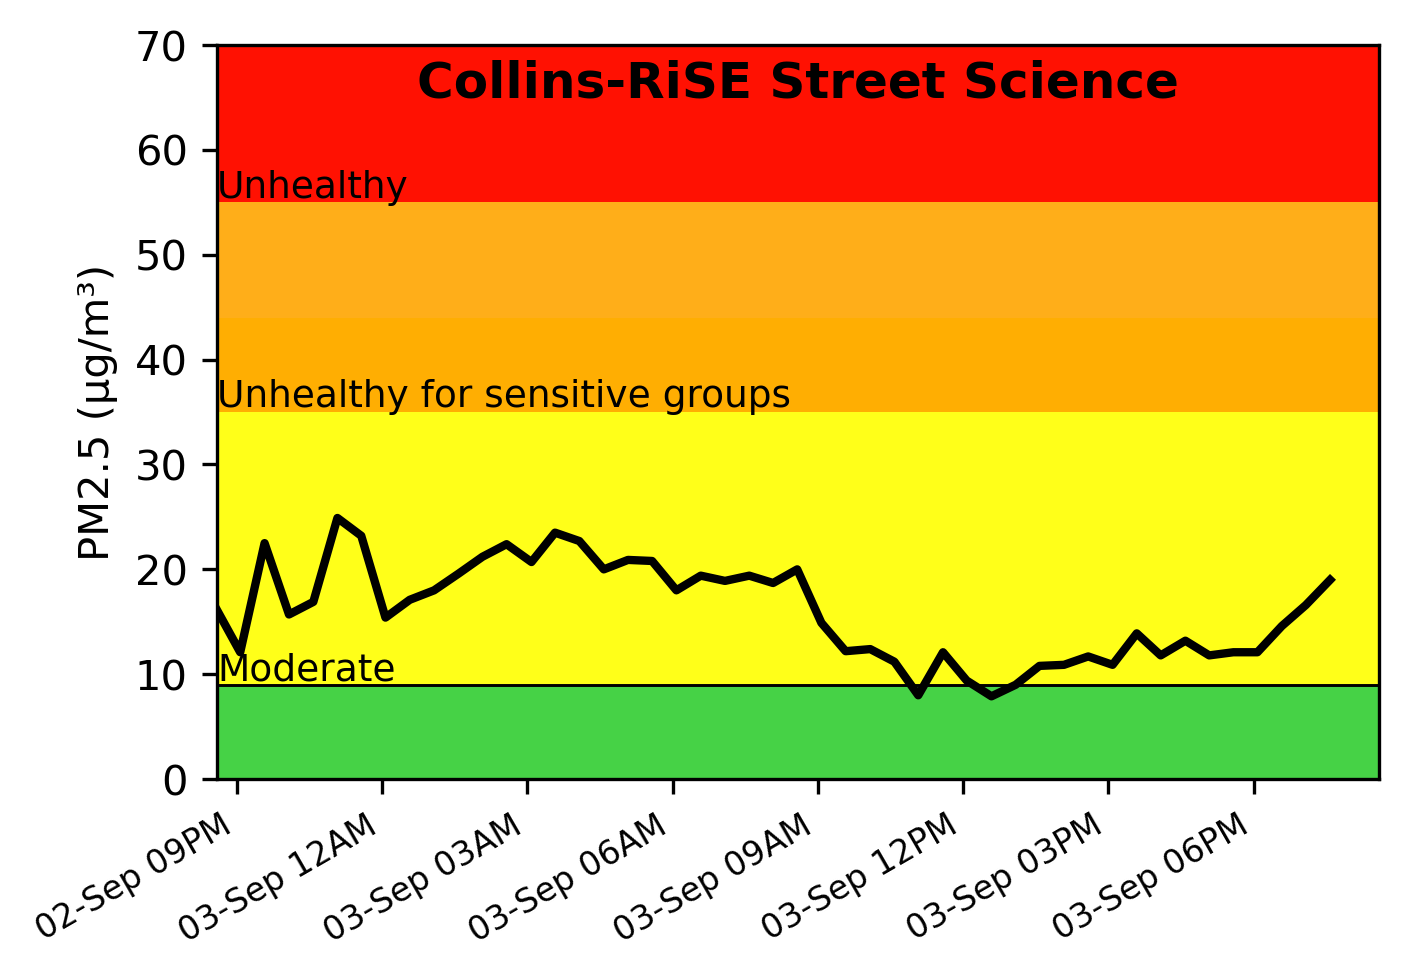 Collins-RiSE Street Science
70
60
Unhealthy
50
40
Unhealthy for sensitive groups
30
20
Moderate
10
0
PM2.5 (µg/m³)
02-Sep 09PM
03-Sep 12AM
03-Sep 03AM
03-Sep 06AM
03-Sep 09AM
03-Sep 12PM
03-Sep 03PM
03-Sep 06PM